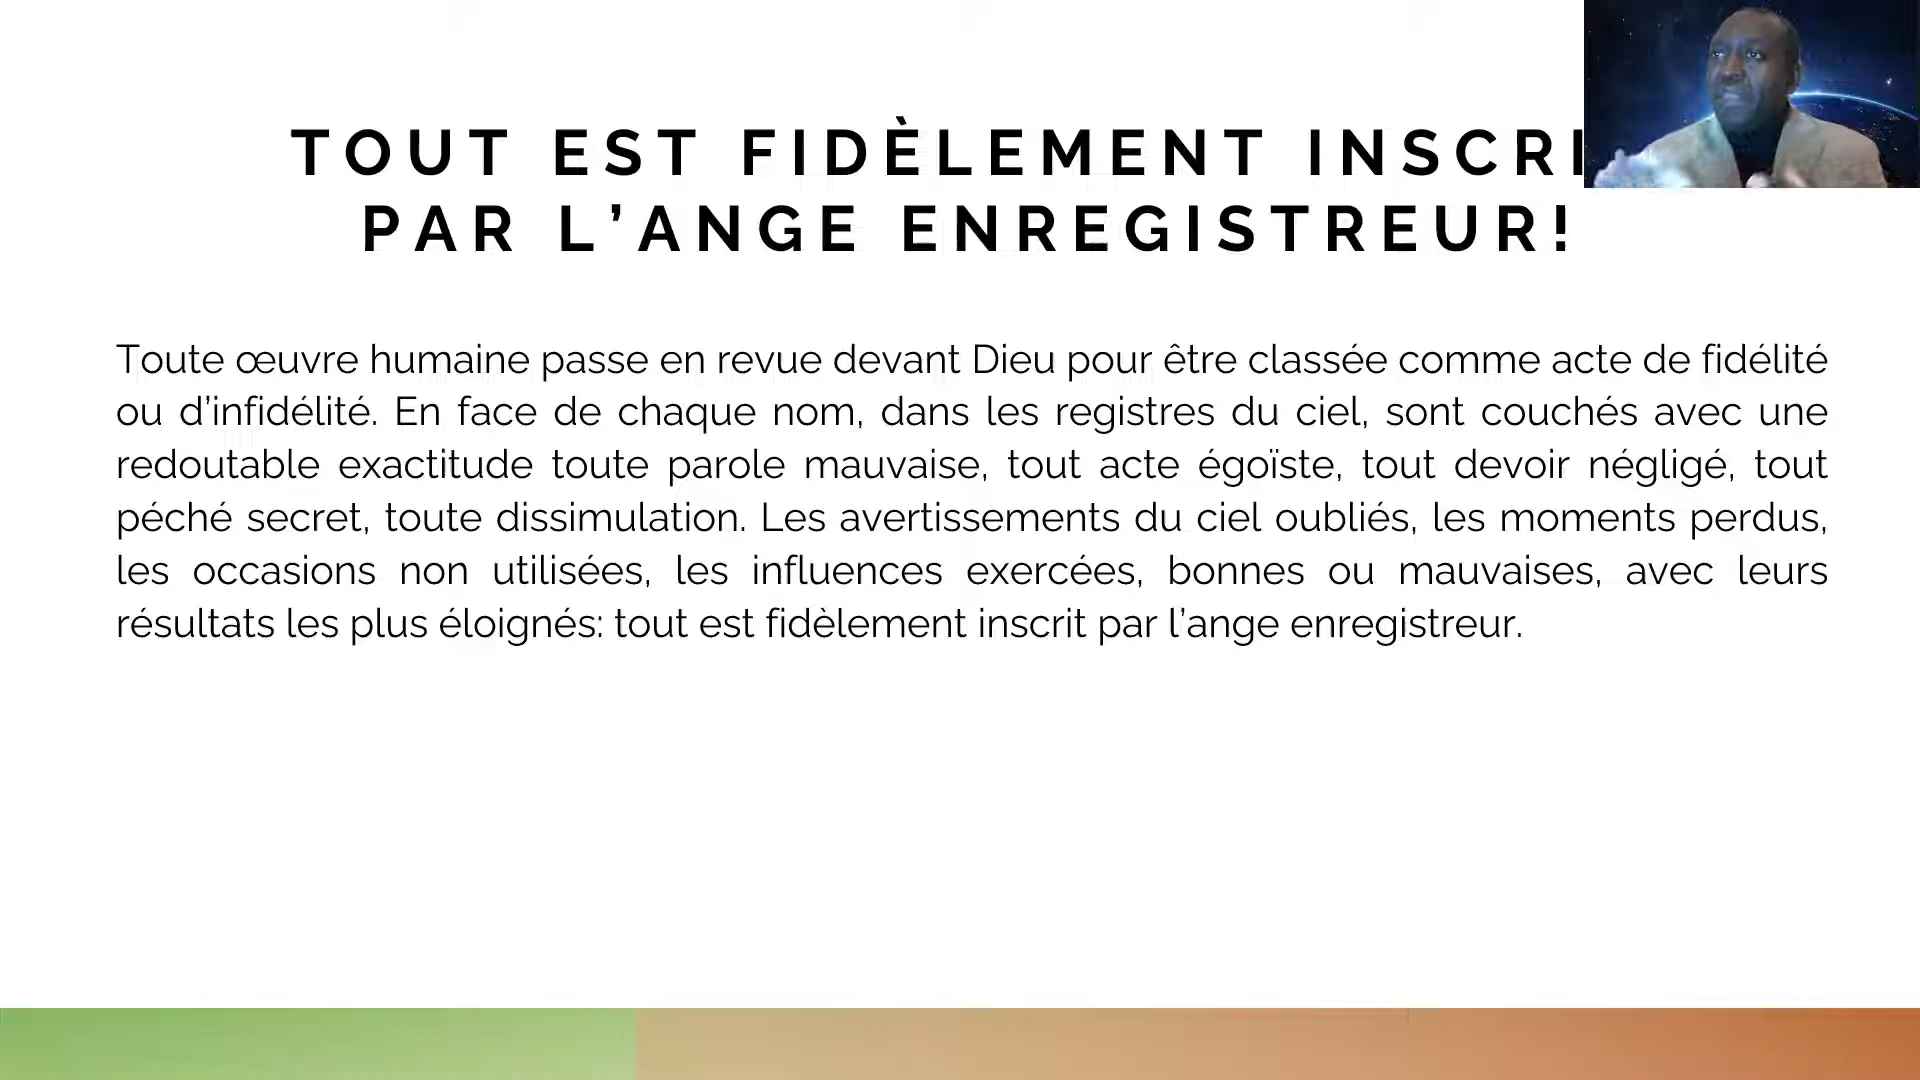 TOUT EST FIDÈLEMENT INSCRI
PAR L’ANGE ENREGISTREUR!
Toute œuvre humaine passe en revue devant Dieu pour être classée comme acte de fidélité
ou d’infidélité. En face de chaque nom, dans les registres du ciel, sont couchés avec une
redoutable exactitude toute parole mauvaise, tout acte égoïste, tout devoir négligé, tout
péché secret, toute dissimulation. Les avertissements du ciel oubliés, les moments perdus,
les occasions non utilisées, les influences exercées, bonnes ou mauvaises, avec leurs
résultats les plus éloignés: tout est fidèlement inscrit par l’ange enregistreur.